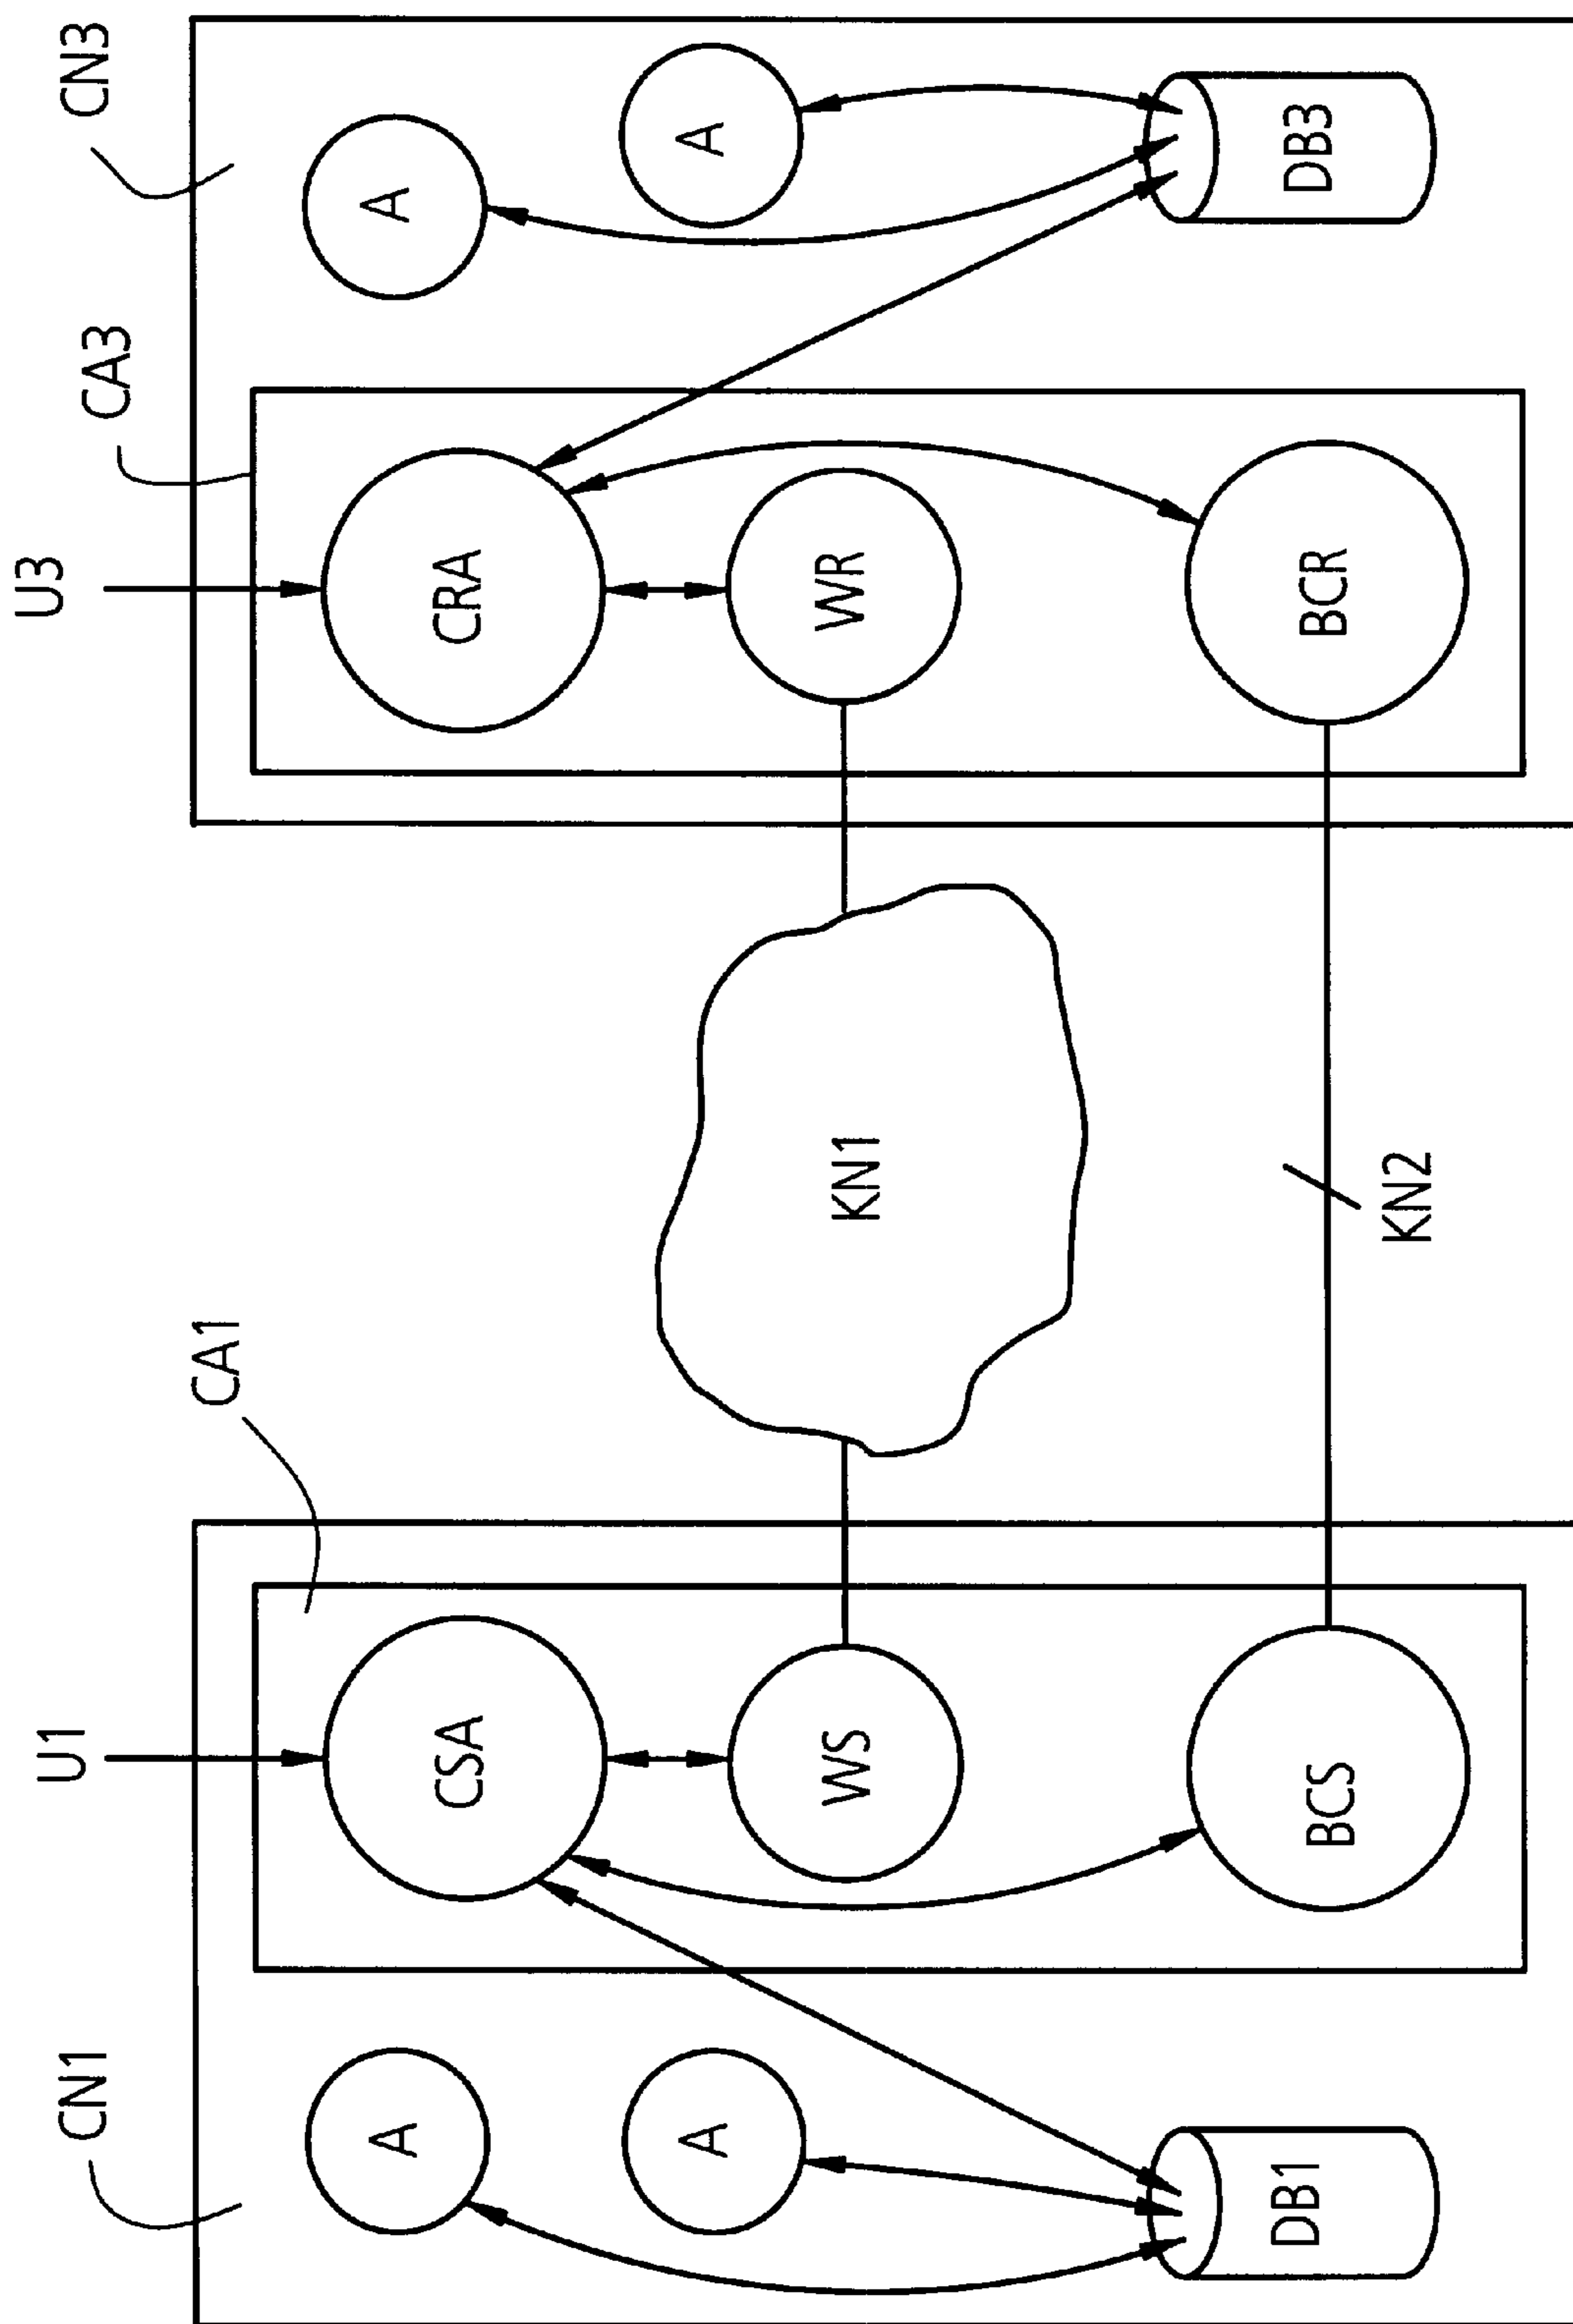 CN1
U1
U3
CN3
CA1
CA3
A
CSA
CRA
A
A
WS
KN1
WR
A
DB1
BCS
KN2
BCR
DB3